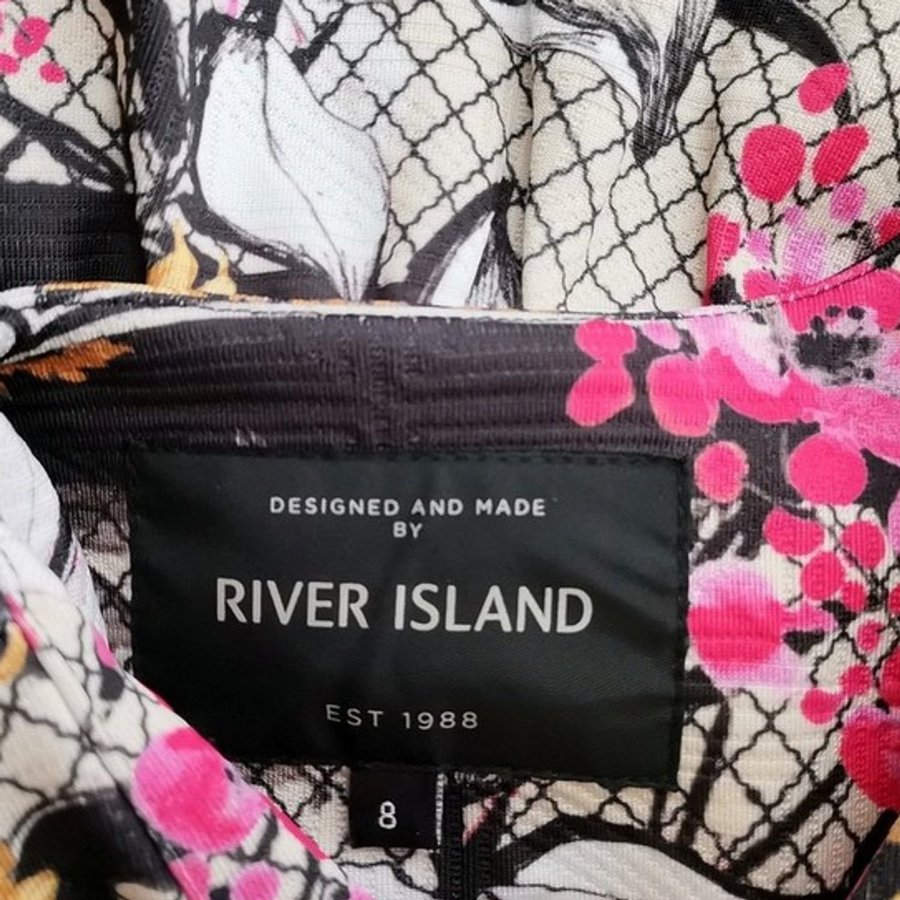 DESIGNED AND MADE
BY
RIVER ISLAND
EST 1988
8